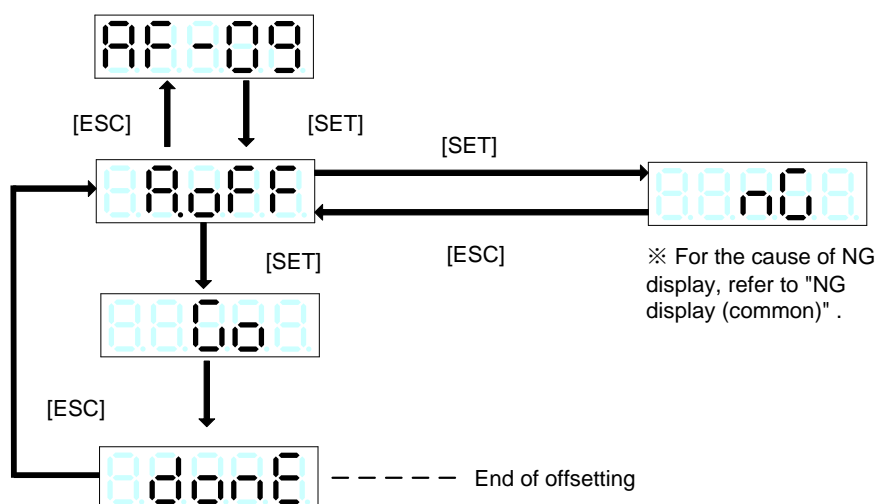 AF-09
[ESC]
[SET]
[SET]
A.oFF
nG
[SET]
[ESC]
※ For the cause of NG
display, refer to "NG
display (common)" .
Go
[ESC]
donE
End of offsetting